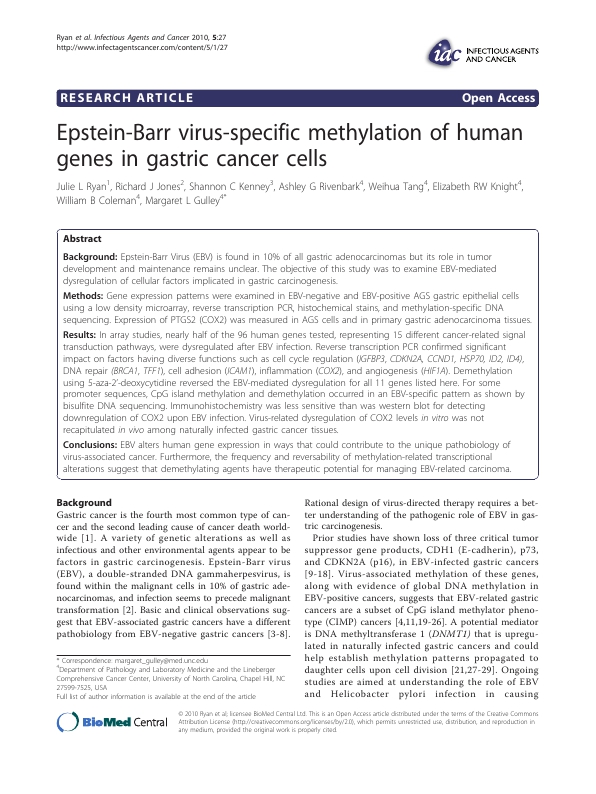 Ryan et al. Infectious Agents and Cancer 2010, 5:27
http://www.infectagentscancer.com/content/5/1/27
iac
INFECTIOUS AGENTS
AND CANCER
RESEARCH ARTICLE
Open Access
Epstein-Barr virus-specific methylation of human
genes in gastric cancer cells
Julie L Ryan1, Richard J Jones2, Shannon C Kenney3, Ashley G Rivenbark4, Weihua Tang4, Elizabeth RW Knight4,
William B Coleman4, Margaret L Gulley4*
Abstract
Background: Epstein-Barr Virus (EBV) is found in 10% of all gastric adenocarcinomas but its role in tumor
development and maintenance remains unclear. The objective of this study was to examine EBV-mediated
dysregulation of cellular factors implicated in gastric carcinogenesis.
Methods: Gene expression patterns were examined in EBV-negative and EBV-positive AGS gastric epithelial cells
using a low density microarray, reverse transcription PCR, histochemical stains, and methylation-specific DNA
sequencing. Expression of PTGS2 (COX2) was measured in AGS cells and in primary gastric adenocarcinoma tissues.
Results: In array studies, nearly half of the 96 human genes tested, representing 15 different cancer-related signal
transduction pathways, were dysregulated after EBV infection. Reverse transcription PCR confirmed significant
impact on factors having diverse functions such as cell cycle regulation (IGFBP3, CDKN2A, CCND1, HSP70, ID2, ID4),
DNA repair (BRCA1, TFF1), cell adhesion (ICAM1), inflammation (COX2), and angiogenesis (HIF1A). Demethylation
using 5-aza-2'-deoxycytidine reversed the EBV-mediated dysregulation for all 11 genes listed here. For some
promoter sequences, CpG island methylation and demethylation occurred in an EBV-specific pattern as shown by
bisulfite DNA sequencing. Immunohistochemistry was less sensitive than was western blot for detecting
downregulation of COX2 upon EBV infection. Virus-related dysregulation of COX2 levels in vitro was not
recapitulated in vivo among naturally infected gastric cancer tissues.
Conclusions: EBV alters human gene expression in ways that could contribute to the unique pathobiology of
virus-associated cancer. Furthermore, the frequency and reversability of methylation-related transcriptional
alterations suggest that demethylating agents have therapeutic potential for managing EBV-related carcinoma.
Background
Gastric cancer is the fourth most common type of can-
cer and the second leading cause of cancer death world-
wide [1]. A variety of genetic alterations as well as
infectious and other environmental agents appear to be
factors in gastric carcinogenesis. Epstein-Barr virus
(EBV), a double-stranded DNA gammaherpesvirus, is
found within the malignant cells in 10% of gastric ade-
nocarcinomas, and infection seems to precede malignant
transformation [2]. Basic and clinical observations sug-
gest that EBV-associated gastric cancers have a different
pathobiology from EBV-negative gastric cancers [3-8].
Rational design of virus-directed therapy requires a bet-
ter understanding of the pathogenic role of EBV in gas-
tric carcinogenesis.
Prior studies have shown loss of three critical tumor
suppressor gene products, CDH1 (E-cadherin), p73,
and CDKN2A (p16), in EBV-infected gastric cancers
[9-18]. Virus-associated methylation of these genes,
along with evidence of global DNA methylation in
EBV-positive cancers, suggests that EBV-related gastric
cancers are a subset of CpG island methylator pheno-
type (CIMP) cancers [4,11,19-26]. A potential mediator
is DNA methyltransferase 1 (DNMT1) that is upregu-
lated in naturally infected gastric cancers and could
help establish methylation patterns propagated to
daughter cells upon cell division [21,27-29]. Ongoing
studies are aimed at understanding the role of EBV
and Helicobacter pylori infection in causing
* Correspondence: margaret_gulley@med.unc.edu
4Department of Pathology and Laboratory Medicine and the Lineberger
Comprehensive Cancer Center, University of North Carolina, Chapel Hill, NC
27599-7525, USA
Full list of author information is available at the end of the article
BioMed Central
© 2010 Ryan et al; licensee BioMed Central Ltd. This is an Open Access article distributed under the terms of the Creative Commons
Attribution License (http://creativecommons.org/licenses/by/2.0), which permits unrestricted use, distribution, and reproduction in
any medium, provided the original work is properly cited.